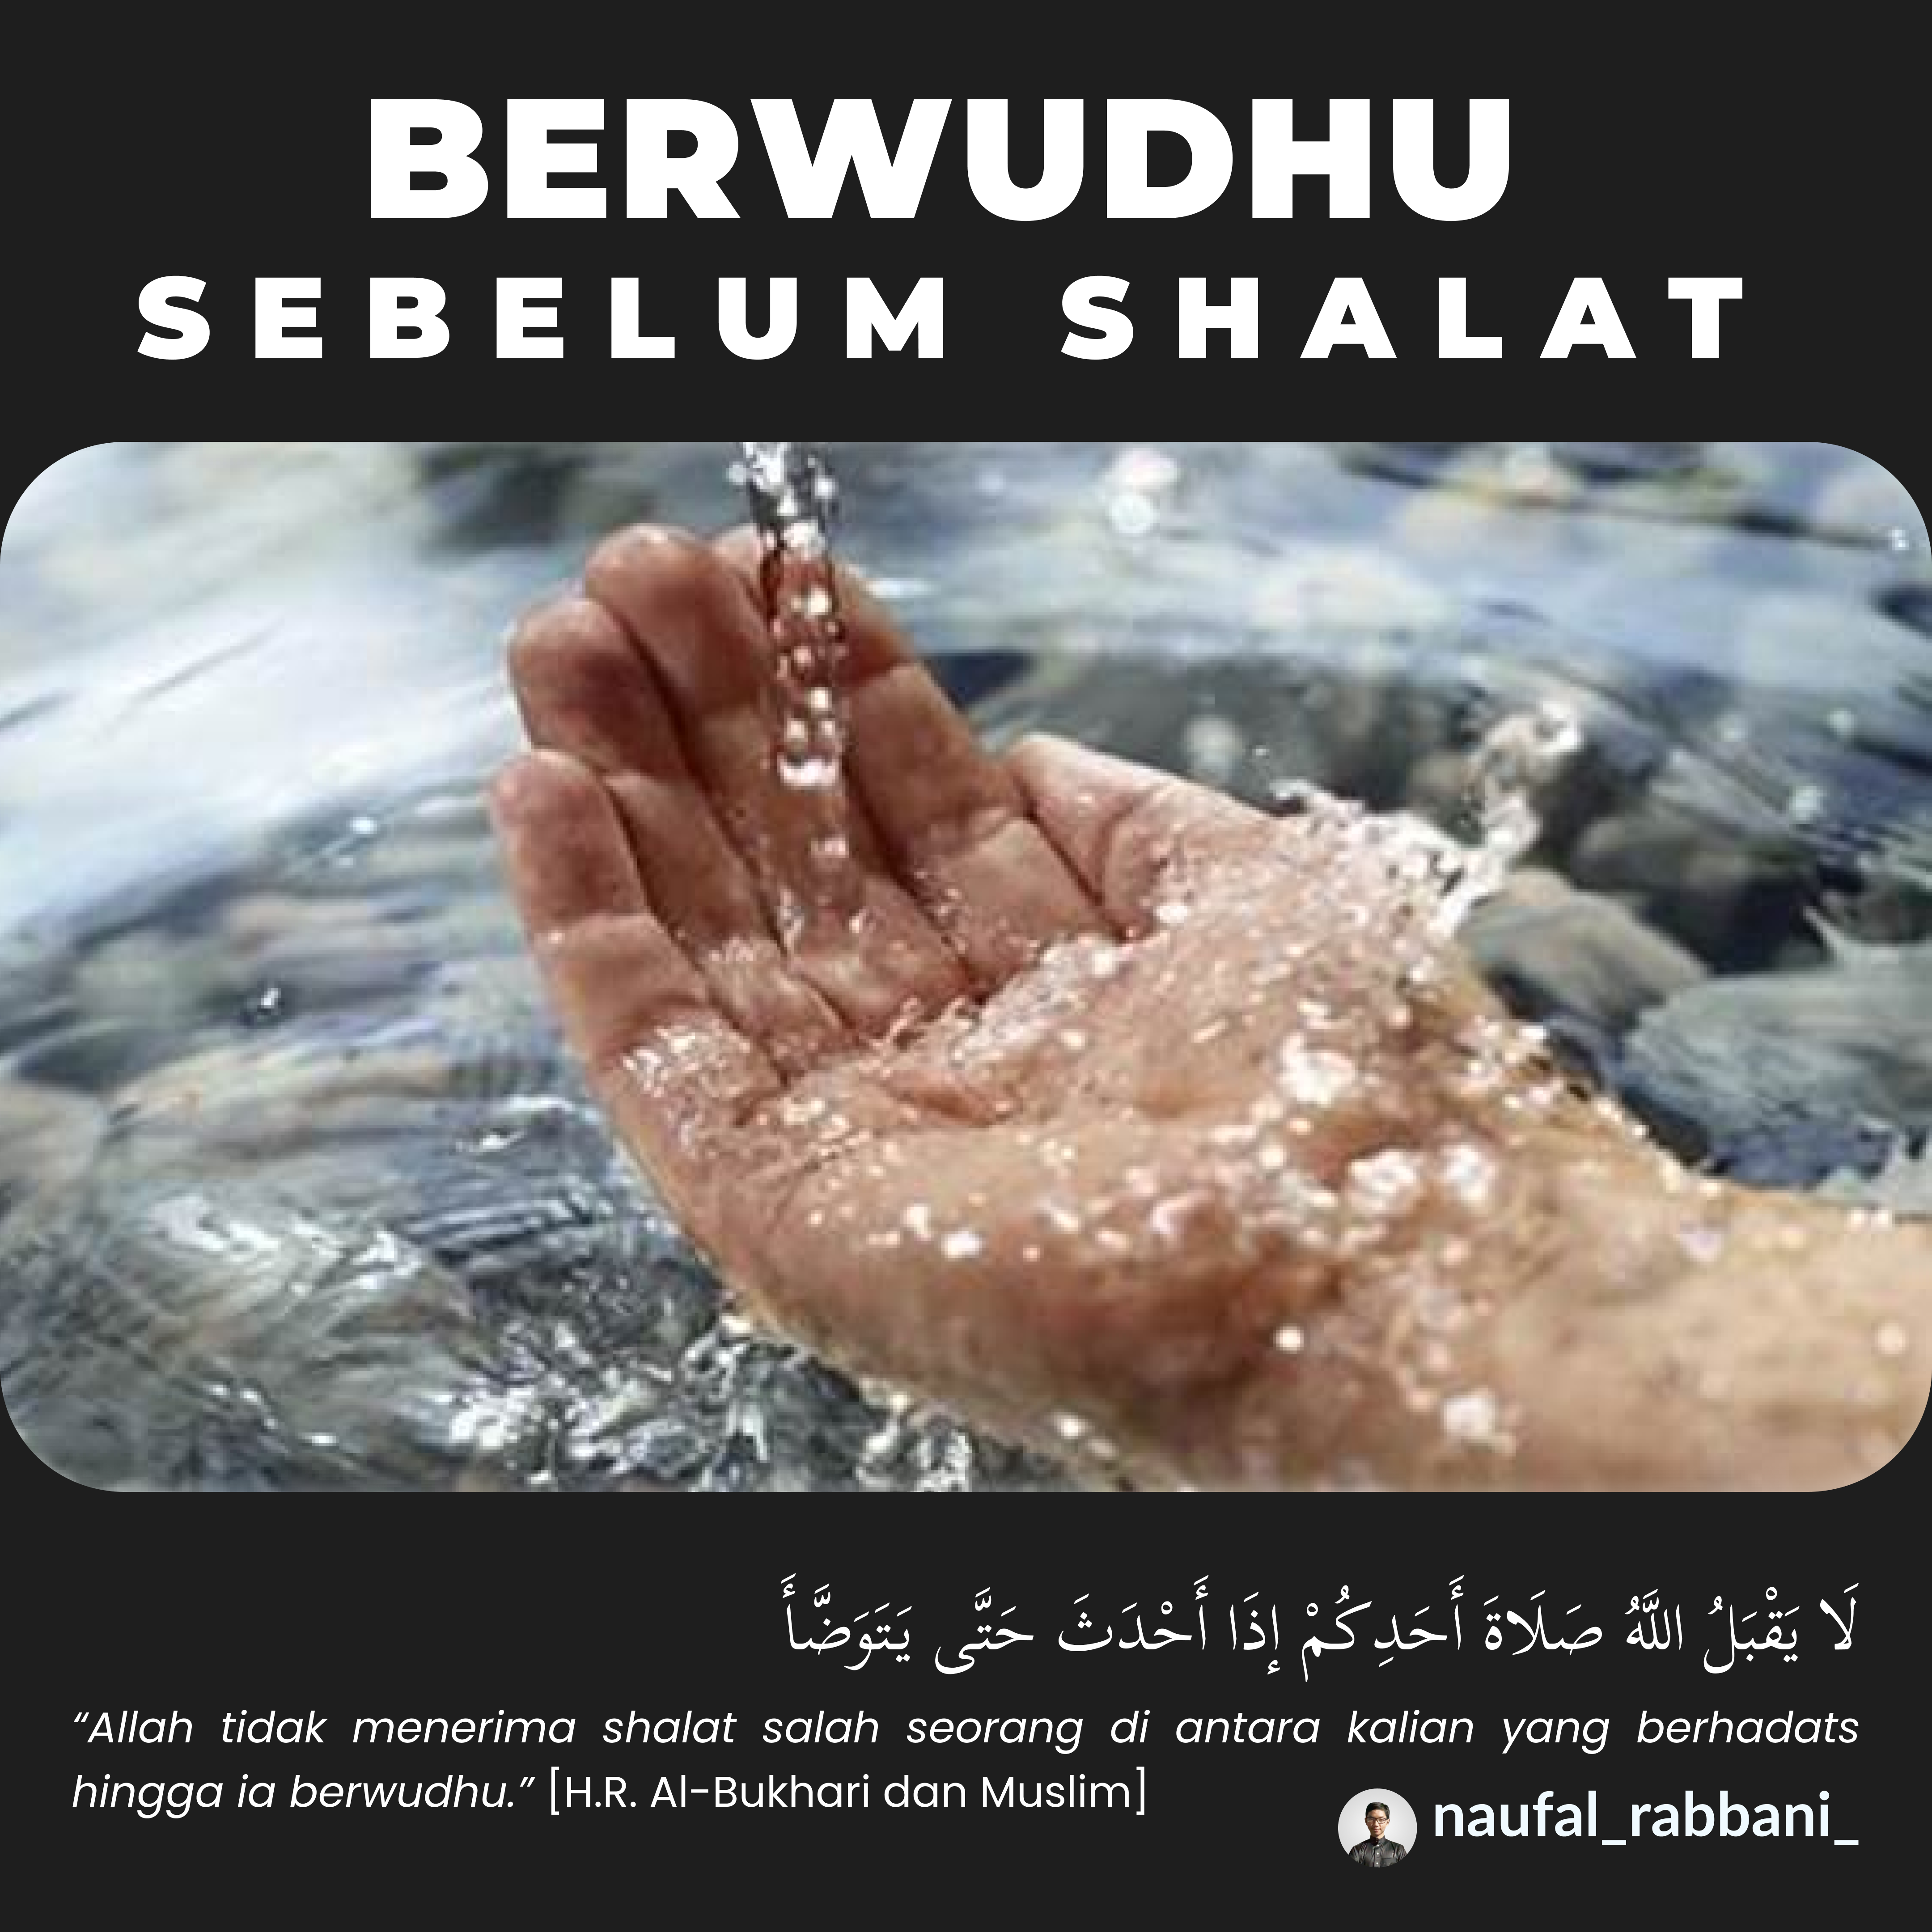 BERWUDHU
SEBELUM SHALAT
لَا يَقْبَلُ اللَّهُ صَلَاةَ أَحَدِكُمْ إِذَا أَحْدَثَ حَتَّى يَتَوَضَّأَ
“Allah tidak menerima shalat salah seorang di antara kalian yang berhadats
hingga ia berwudhu.” [H.R. Al-Bukhari dan Muslim]
naufal_rabbani_